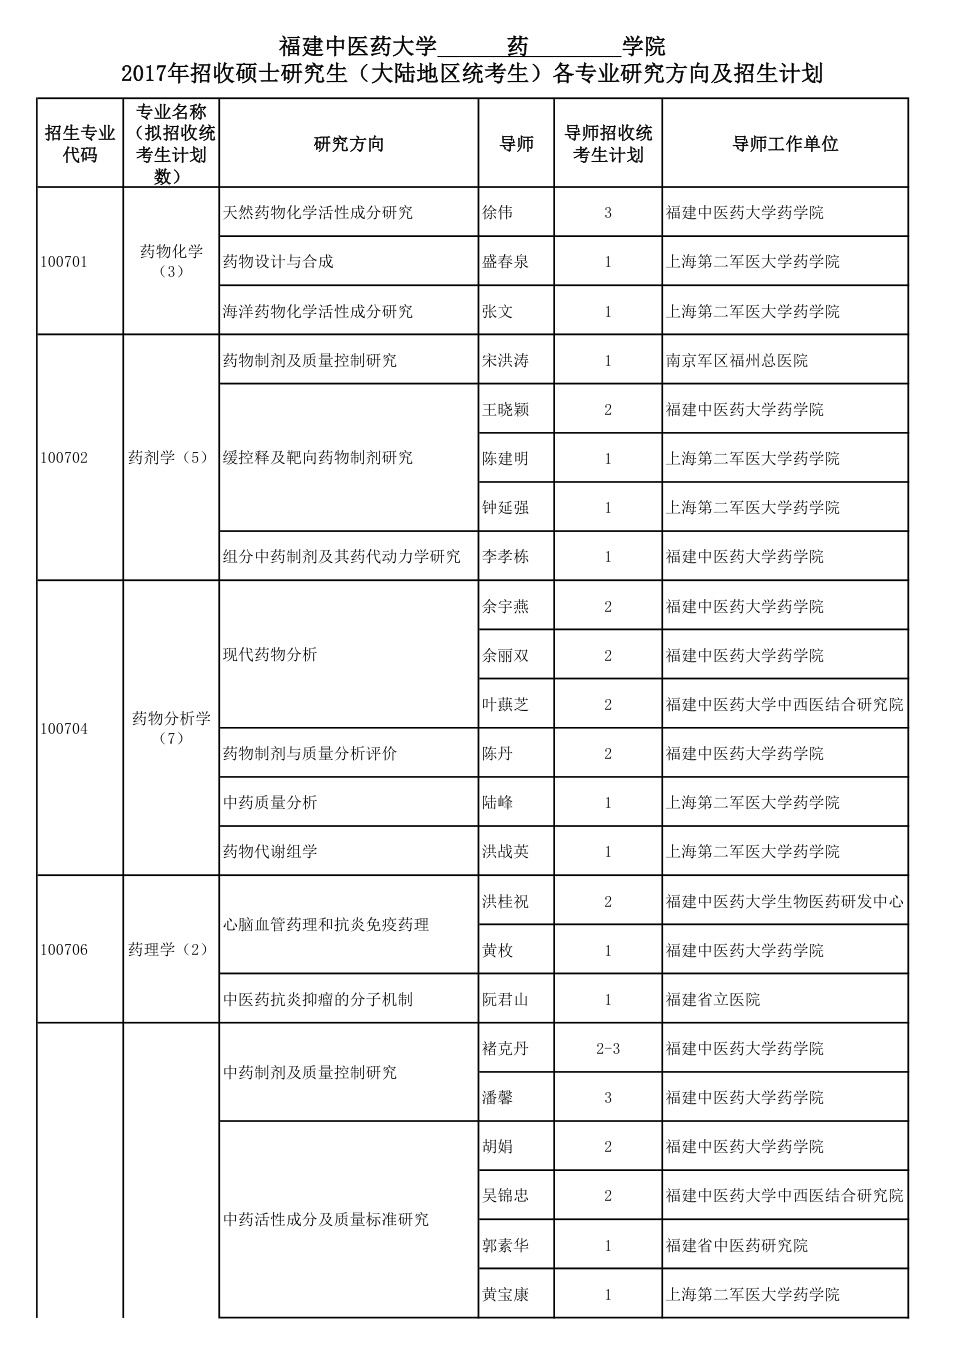 福建中医药大学 药 学院
2017年招收硕士研究生（大陆地区统考生）各专业研究方向及招生计划
招生专业代码 专业名称（拟招收统考生计划数） 研究方向 导师 导师招收统考生计划 导师工作单位
100701 药物化学（3） 天然药物化学活性成分研究 徐伟 3 福建中医药大学药学院
药物设计与合成 盛春泉 1 上海第二军医大学药学院
海洋药物化学活性成分研究 张文 1 上海第二军医大学药学院
100702 药剂学（5） 药物制剂及质量控制研究 宋洪涛 1 南京军区福州总医院
缓控释及靶向药物制剂研究 王晓颖 2 福建中医药大学药学院
陈建明 1 上海第二军医大学药学院
钟延强 1 上海第二军医大学药学院
组分中药制剂及其药代动力学研究 李孝栋 1 福建中医药大学药学院
100704 药物分析学（7） 现代药物分析 余宇燕 2 福建中医药大学药学院
余丽双 2 福建中医药大学药学院
叶蕻芝 2 福建中医药大学中西医结合研究院
药物制剂与质量分析评价 陈丹 2 福建中医药大学药学院
中药质量分析 陆峰 1 上海第二军医大学药学院
药物代谢组学 洪战英 1 上海第二军医大学药学院
100706 药理学（2） 心脑血管药理和抗炎免疫药理 洪桂祝 2 福建中医药大学生物医药研发中心
黄枚 1 福建中医药大学药学院
中医药抗炎抑瘤的分子机制 阮君山 1 福建省立医院
中药制剂及质量控制研究 褚克丹 2-3 福建中医药大学药学院
潘馨 3 福建中医药大学药学院
中药活性成分及质量标准研究 胡娟 2 福建中医药大学药学院
吴锦忠 2 福建中医药大学中西医结合研究院
郭素华 1 福建省中医药研究院
黄宝康 1 上海第二军医大学药学院